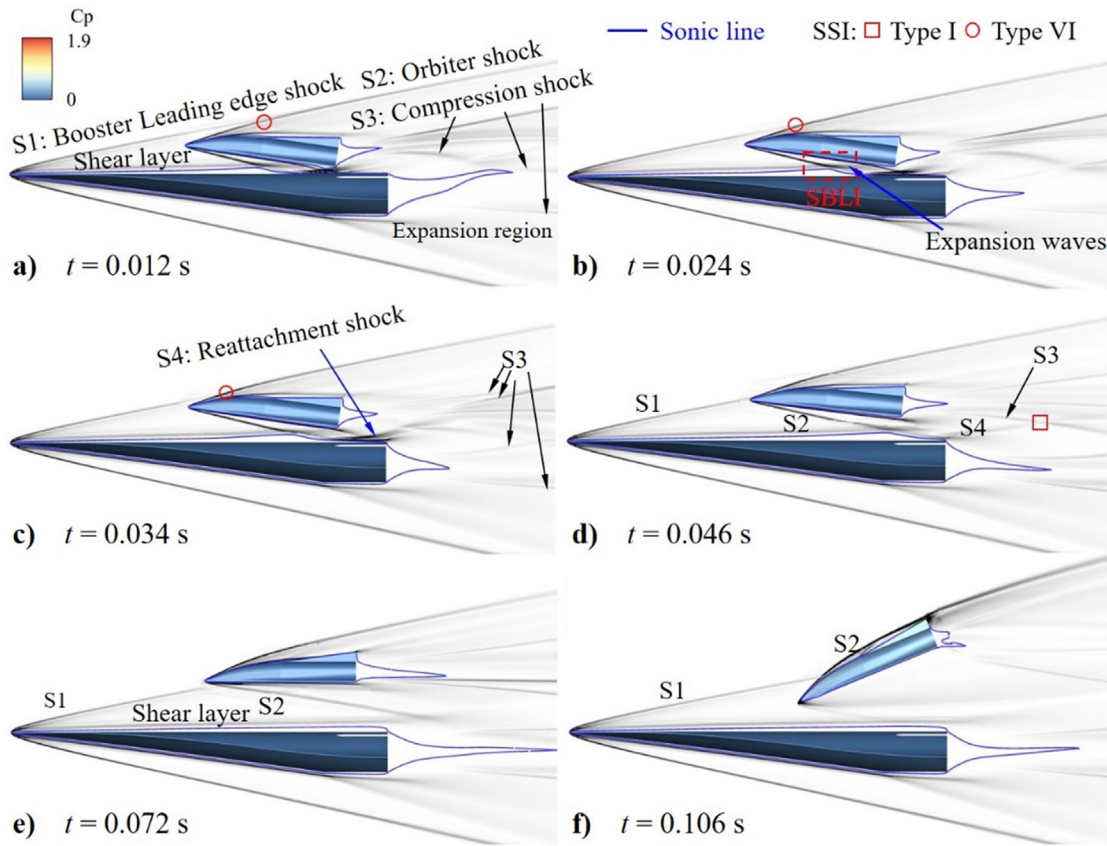 Cp
1.9
0
Sonic line
SSI: Type I Type VI
S1: Booster Leading edge shock
S2: Orbiter shock
S3: Compression shock
Shear layer
Expansion region
a) t = 0.012 s
SBLI
Expansion waves
b) t = 0.024 s
S4: Reattachment shock
S3
c) t = 0.034 s
S1
S2
S3
S4
d) t = 0.046 s
S1
Shear layer
S2
e) t = 0.072 s
S1
S2
f) t = 0.106 s